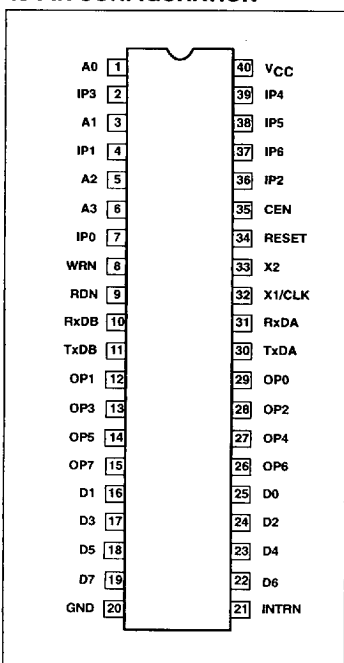 A0 1 40 VCC
IP3 2 39 IP4
A1 3 38 IP5
IP1 4 37 IP6
A2 5 36 IP2
A3 6 35 CEN
IP0 7 34 RESET
WRN 8 33 X2
RDN 9 32 X1/CLK
RxDB 10 31 RxDA
TxDB 11 30 TxDA
OP1 12 29 OP0
OP3 13 28 OP2
OP5 14 27 OP4
OP7 15 26 OP6
D1 16 25 D0
D3 17 24 D2
D5 18 23 D4
D7 19 22 D6
GND 20 21 INTRN